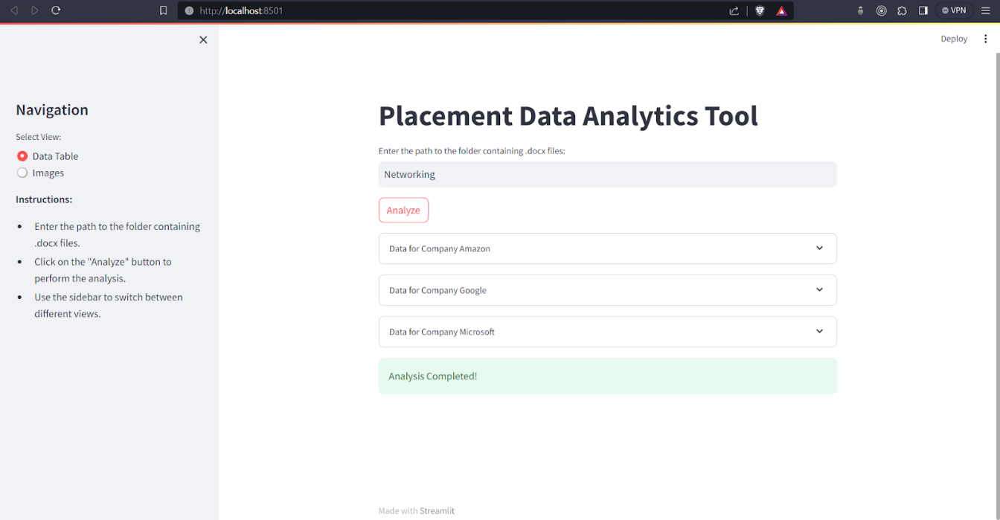 http://localhost:8501
VPN
Deploy
Navigation
Select View:
Data Table
Images
Instructions:
Enter the path to the folder containing
.docx files.
Click on the "Analyze" button to
perform the analysis.
Use the sidebar to switch between
different views.
Placement Data Analytics Tool
Enter the path to the folder containing .docx files:
Networking
Analyze
Data for Company Amazon
Data for Company Google
Data for Company Microsoft
Analysis Completed!
Made with Streamlit